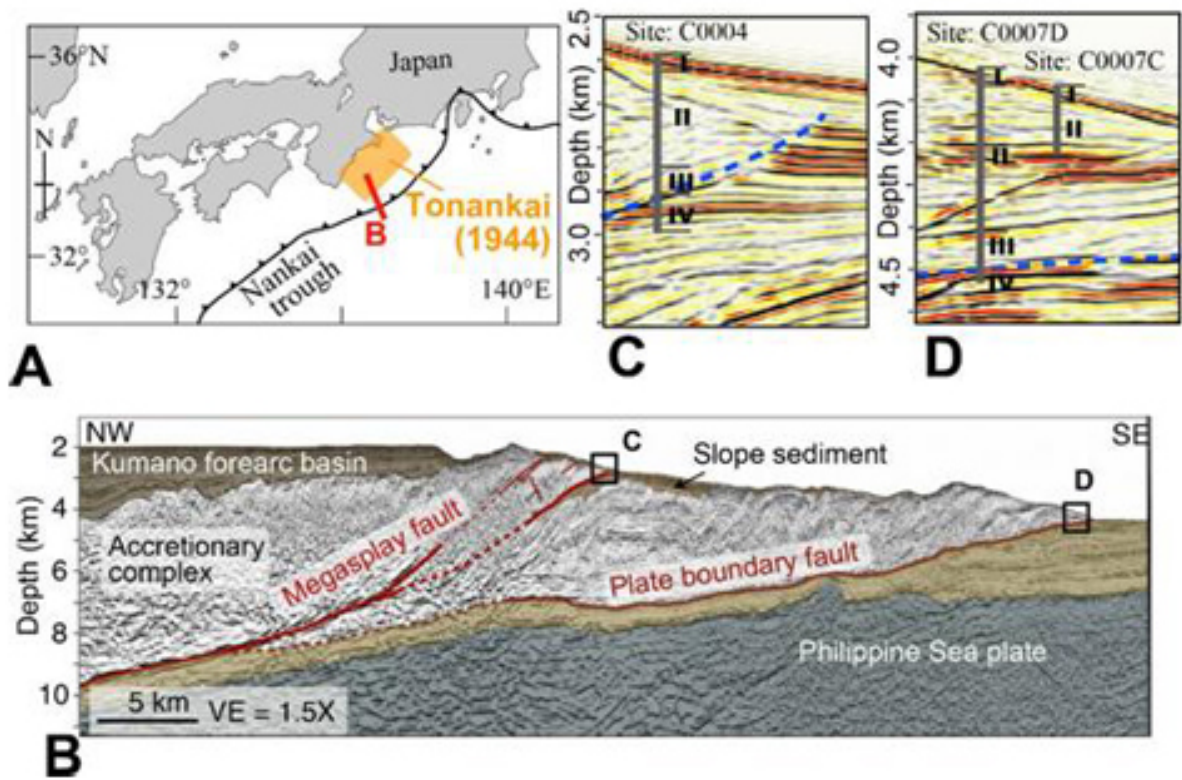 36°N
Japan
N
Tonankai
(1944)
B
32°
132°
Nankai
trough
140°E
A
2.5
Site: C0004
I
II
Depth (km)
III
IV
3.0
C
4.0
Site: C0007D
Site: C0007C
I
I
II
II
Depth (km)
III
4.5
IV
D
NW
C
SE
2
Kumano forearc basin
Slope sediment
D
4
Depth (km)
Accretionary
complex
Megasplay fault
Plate boundary fault
6
8
Philippine Sea plate
10
5 km
VE = 1.5X
B